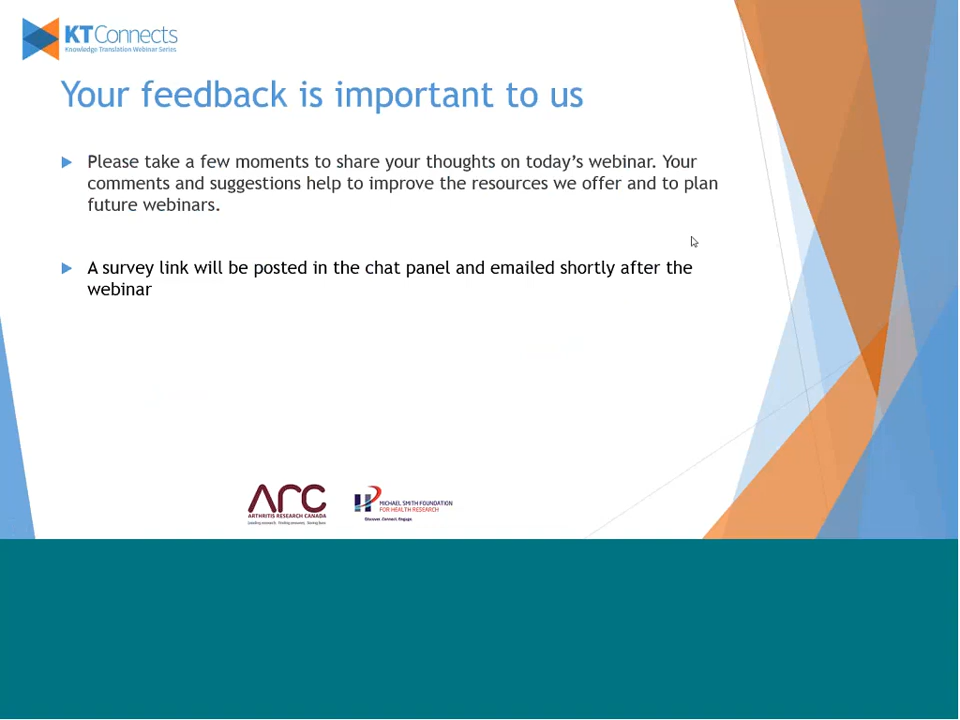 KTConnects
Knowledge Translation Webinar Series
Your feedback is important to us
Please take a few moments to share your thoughts on today's webinar. Your
comments and suggestions help to improve the resources we offer and to plan
future webinars.
A survey link will be posted in the chat panel and emailed shortly after the
webinar
ARC
ARTHRITIS RESEARCH CANADA
MICHAEL SMITH FOUNDATION
FOR HEALTH RESEARCH
Discover. Connect. Engage.